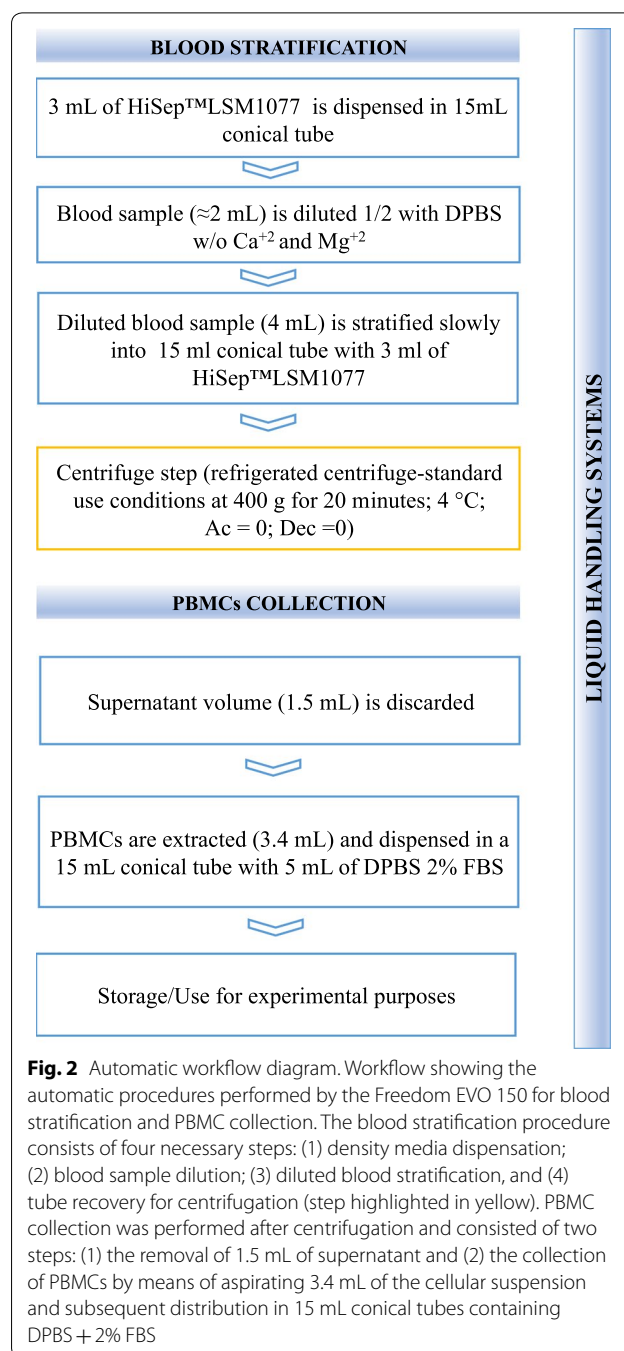 BLOOD STRATIFICATION
3 mL of HiSep™LSM1077 is dispensed in 15mL
conical tube
Blood sample (≈2 mL) is diluted 1/2 with DPBS
w/o Ca⁺² and Mg⁺²
Diluted blood sample (4 mL) is stratified slowly
into 15 ml conical tube with 3 ml of
HiSep™LSM1077
Centrifuge step (refrigerated centrifuge-standard
use conditions at 400 g for 20 minutes; 4 °C;
Ac = 0; Dec =0)
PBMCs COLLECTION
Supernatant volume (1.5 mL) is discarded
PBMCs are extracted (3.4 mL) and dispensed in a
15 mL conical tube with 5 mL of DPBS 2% FBS
Storage/Use for experimental purposes
LIQUID HANDLING SYSTEMS
Fig. 2 Automatic workflow diagram. Workflow showing the
automatic procedures performed by the Freedom EVO 150 for blood
stratification and PBMC collection. The blood stratification procedure
consists of four necessary steps: (1) density media dispensation;
(2) blood sample dilution; (3) diluted blood stratification, and (4)
tube recovery for centrifugation (step highlighted in yellow). PBMC
collection was performed after centrifugation and consisted of two
steps: (1) the removal of 1.5 mL of supernatant and (2) the collection
of PBMCs by means of aspirating 3.4 mL of the cellular suspension
and subsequent distribution in 15 mL conical tubes containing
DPBS + 2% FBS